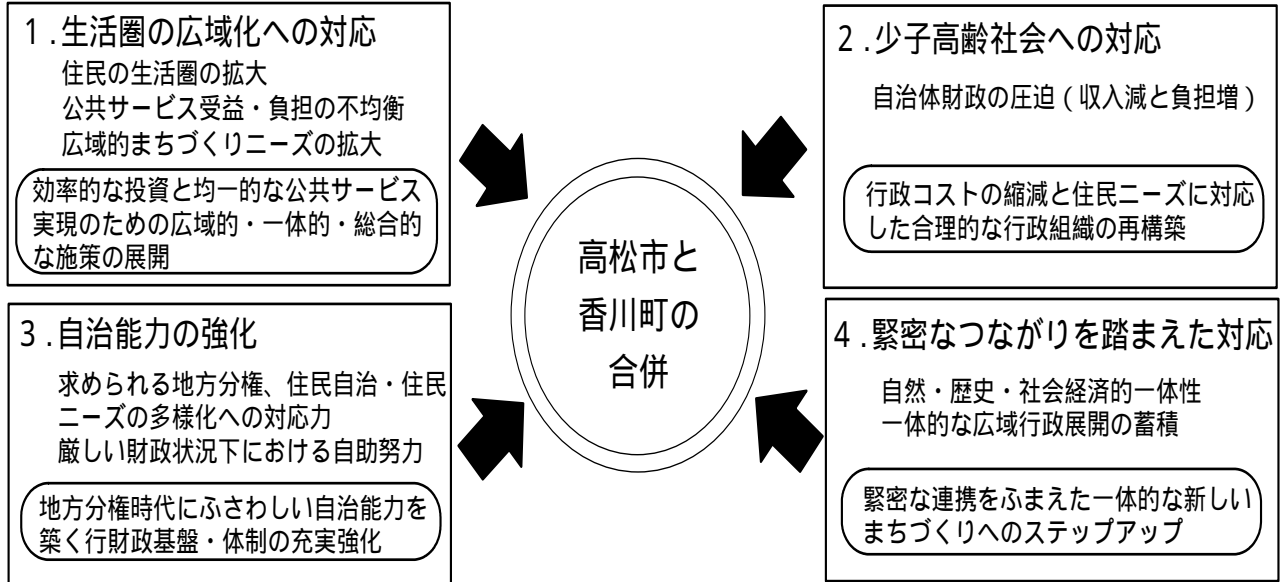 1.生活圏の広域化への対応
住民の生活圏の拡大
公共サービス受益・負担の不均衡
広域的まちづくりニーズの拡大
効率的な投資と均一的な公共サービス
実現のための広域的・一体的・総合的
な施策の展開
2.少子高齢社会への対応
自治体財政の圧迫(収入減と負担増)
行政コストの縮減と住民ニーズに対応
した合理的な行政組織の再構築
高松市と
香川町の
合併
3.自治能力の強化
求められる地方分権、住民自治・住民
ニーズの多様化への対応力
厳しい財政状況下における自助努力
地方分権時代にふさわしい自治能力を
築く行財政基盤・体制の充実強化
4.緊密なつながりを踏まえた対応
自然・歴史・社会経済的一体性
一体的な広域行政展開の蓄積
緊密な連携をふまえた一体的な新しい
まちづくりへのステップアップ